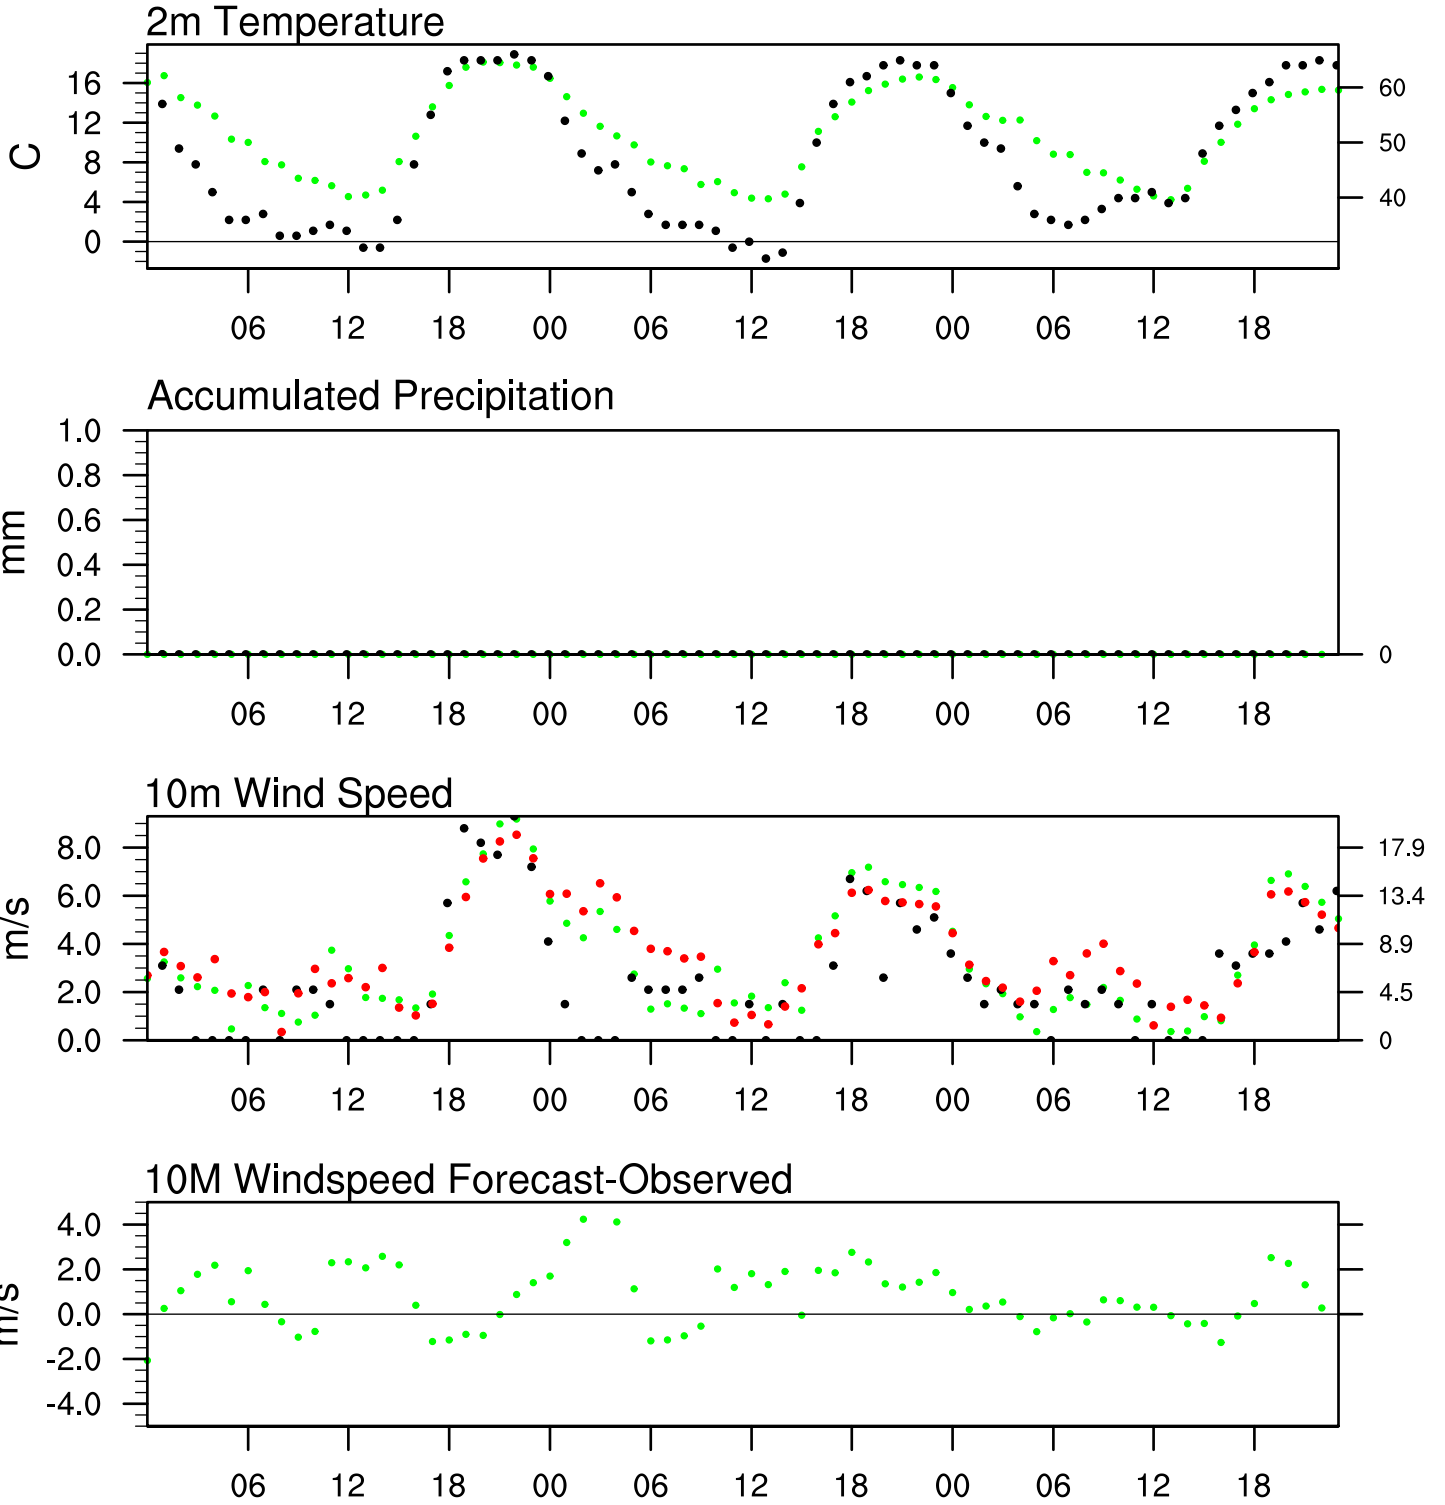 2m Temperature
16
12
8
4
0
C
60
50
40
06 12 18 00 06 12 18 00 06 12 18
Accumulated Precipitation
1.0
0.8
0.6
0.4
0.2
0.0
mm
0
06 12 18 00 06 12 18 00 06 12 18
10m Wind Speed
8.0
6.0
4.0
2.0
0.0
m/s
17.9
13.4
8.9
4.5
0
06 12 18 00 06 12 18 00 06 12 18
10M Windspeed Forecast-Observed
4.0
2.0
0.0
-2.0
-4.0
m/s
06 12 18 00 06 12 18 00 06 12 18